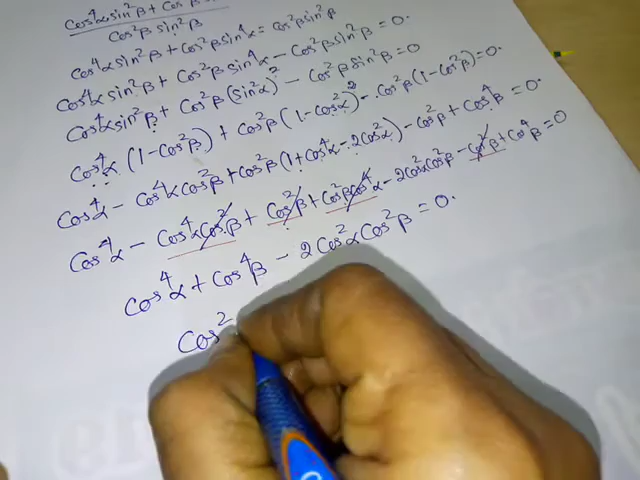 cos⁴α sin²β + cos
cos²β sin²β
cos⁴α sin²β + cos²β sin⁴α = cos²β sin²β
cos⁴α sin²β + cos²β sin⁴α - cos²β sin²β = 0.
cos⁴α sin²β + cos²β (sin²α)² - cos²β sin²β = 0
cos⁴α (1-cos²β) + cos²β (1-cos²α)² - cos²β (1-cos²β) = 0.
cos⁴α - cos⁴α cos²β + cos²β (1+cos⁴α - 2cos²α) - cos²β + cos⁴β = 0.
cos⁴α - cos⁴α cos²β + cos²β + cos²β cos⁴α - 2cos²α cos²β - cos²β + cos⁴β = 0
cos⁴α + cos⁴β - 2cos²α cos²β = 0.
cos²